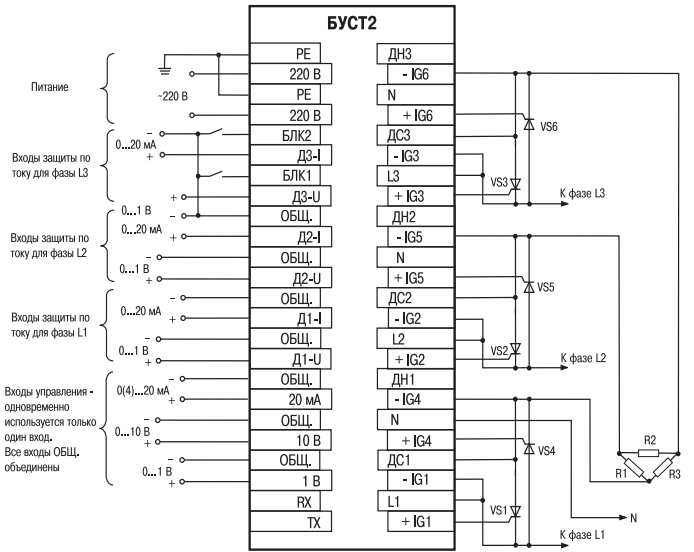 БУСТ2
PE
220 В
PE
220 В
БЛК2
Д3-I
БЛК1
Д3-U
ОБЩ.
Д2-I
ОБЩ.
Д2-U
ОБЩ.
Д1-I
ОБЩ.
Д1-U
ОБЩ.
20 мА
ОБЩ.
10 В
ОБЩ.
1 В
RX
TX
ДН3
- IG6
N
+ IG6
ДС3
- IG3
L3
+ IG3
ДН2
- IG5
N
+ IG5
ДС2
- IG2
L2
+ IG2
ДН1
- IG4
N
+ IG4
ДС1
- IG1
L1
+ IG1
Питание
~220 В
Входы защиты по
току для фазы L3
–
0...20 мА
+
+
0...1 В
–
Входы защиты по
току для фазы L2
0...20 мА
+
–
0...1 В
+
Входы защиты по
току для фазы L1
–
0...20 мА
+
–
0...1 В
+
Входы управления -
одновременно
используется только
один вход.
Все входы ОБЩ.
объединены
–
0(4)...20 мА
+
–
0...10 В
+
–
0...1 В
+
VS6
VS3
К фазе L3
VS5
VS2
К фазе L2
VS4
VS1
К фазе L1
R2
R1
R3
N